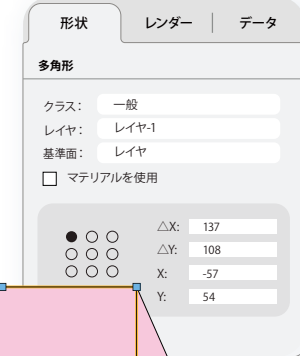 形状 レンダー データ
多角形
クラス： 一般
レイヤ： レイヤ-1
基準面： レイヤ
マテリアルを使用
△X: 137
△Y: 108
X: -57
Y: 54